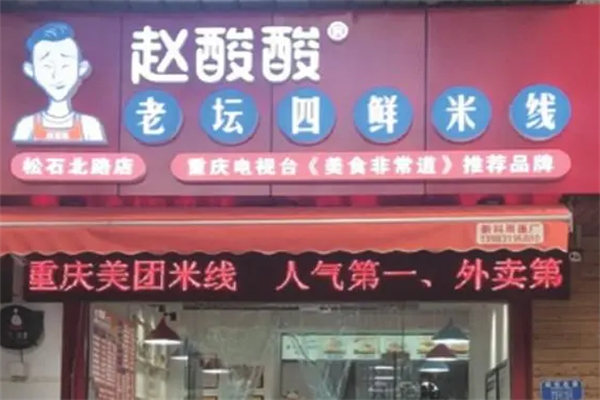 赵酸酸
老坛四鲜米线
松石北路店 重庆电视台《美食非常道》推荐品牌
重庆美团米线 人气第一、外卖第